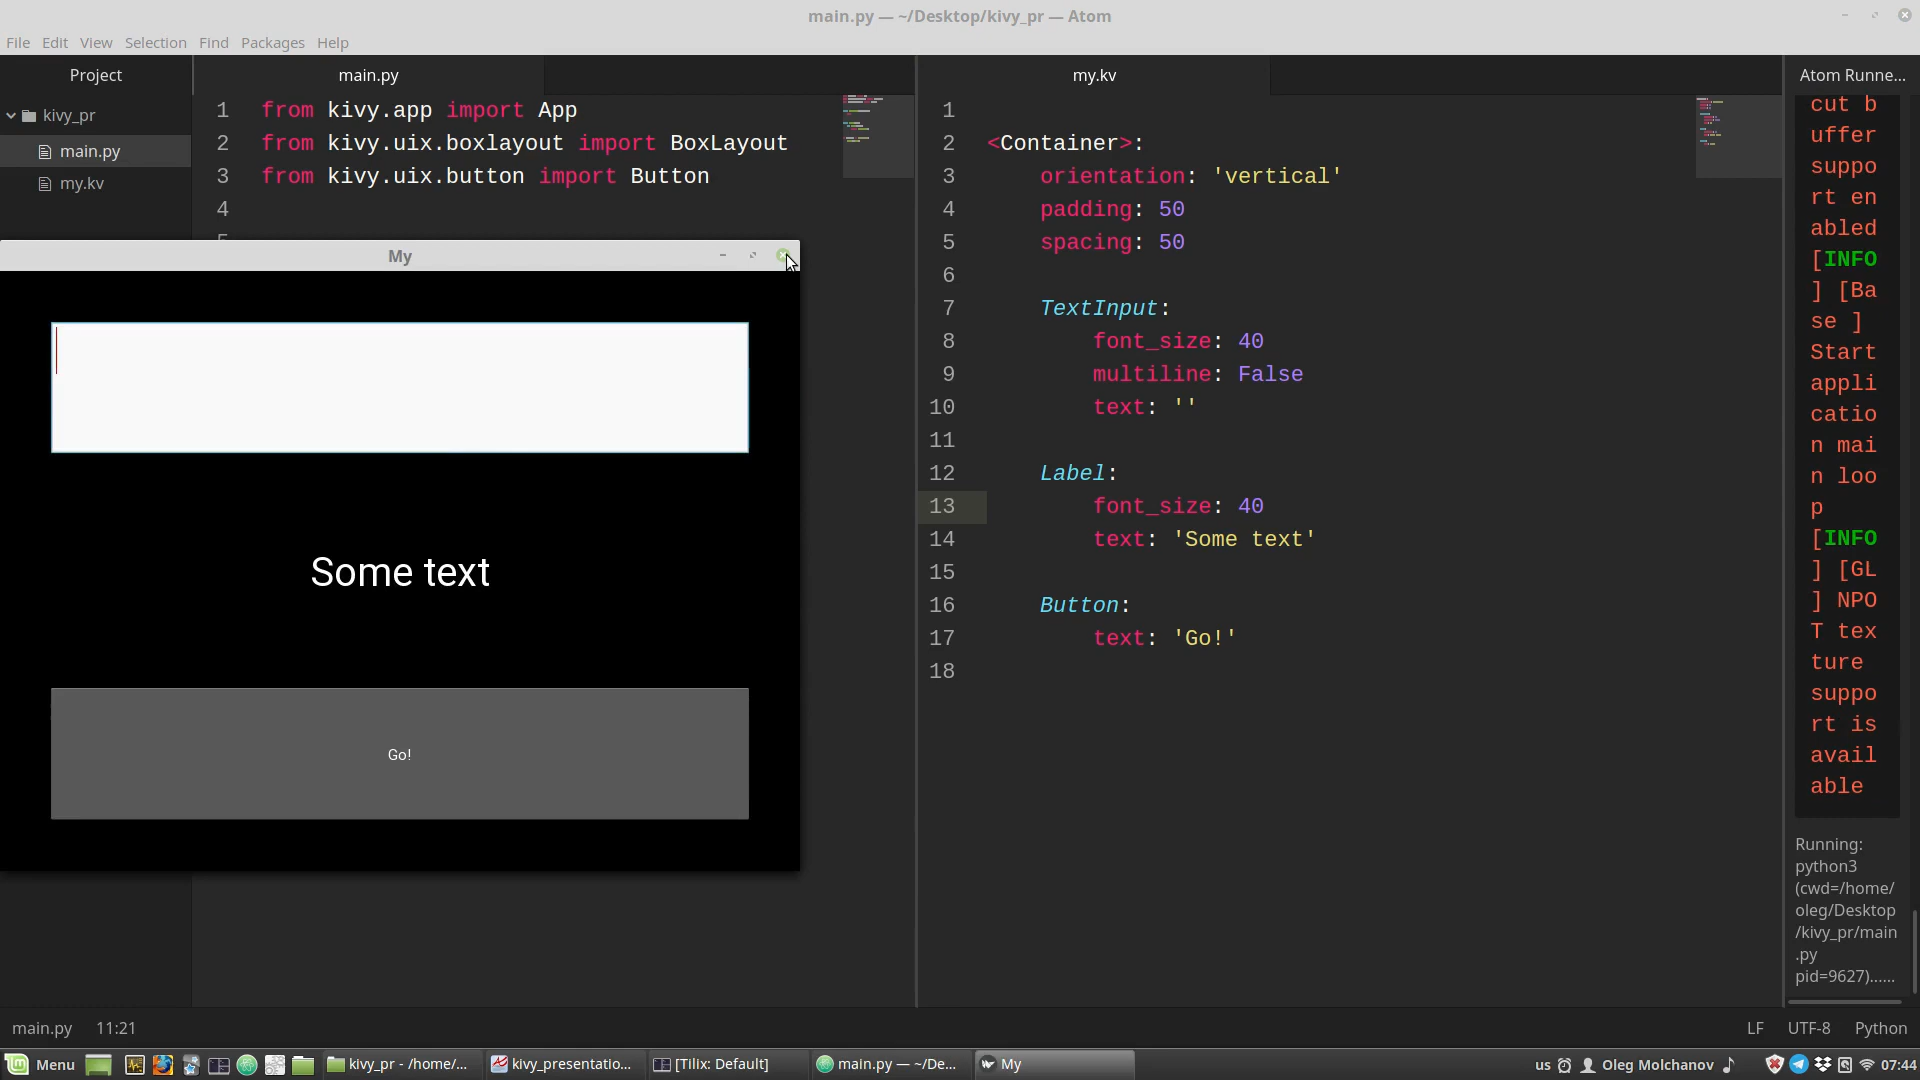 main.py — ~/Desktop/kivy_pr — Atom
File Edit View Selection Find Packages Help
Project
kivy_pr
main.py
my.kv
main.py
1 from kivy.app import App
2 from kivy.uix.boxlayout import BoxLayout
3 from kivy.uix.button import Button
4
My
Some text
Go!
my.kv
1
2 <Container>:
3 orientation: 'vertical'
4 padding: 50
5 spacing: 50
6
7 TextInput:
8 font_size: 40
9 multiline: False
10 text: ''
11
12 Label:
13 font_size: 40
14 text: 'Some text'
15
16 Button:
17 text: 'Go!'
18
Atom Runne...
cut b
uffer
suppo
rt en
abled
[INFO
] [Ba
se ]
Start
appli
catio
n mai
n loo
p
[INFO
] [GL
] NPO
T tex
ture
suppo
rt is
avail
able
Running:
python3
(cwd=/home/
oleg/Desktop
/kivy_pr/main
.py
pid=9627)......
main.py 11:21 LF UTF-8 Python
Menu kivy_pr - /home/... kivy_presentatio... [Tilix: Default] main.py — ~/De... My us Oleg Molchanov 07:44